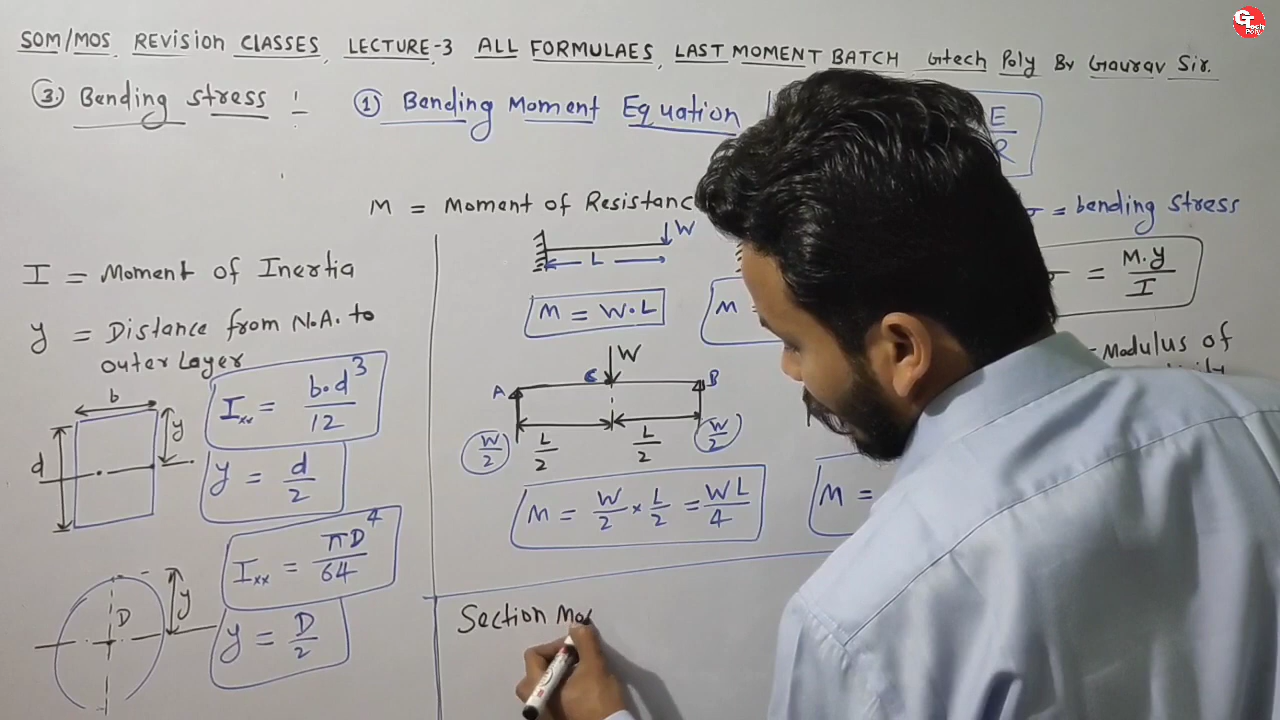 GTech Poly
SOM/MOS REVISION CLASSES, LECTURE-3 ALL FORMULAES, LAST MOMENT BATCH Gtech Poly By Gaurav Sir.
③ Bending Stress :- ① Bending Moment Equation
E
R
M = Moment of Resistanc
σ = bending Stress
σ = M.y / I
Modulus of
I = Moment of Inertia
y = Distance from N.A. to
outer Layer
b
d
y
Ixx = b.d³ / 12
y = d / 2
D
y
Ixx = πD⁴ / 64
y = D / 2
W
L
M = W.L
M =
W
A C B
W/2 L/2 L/2 W/2
M = W/2 × L/2 = WL/4
M =
Section Mo